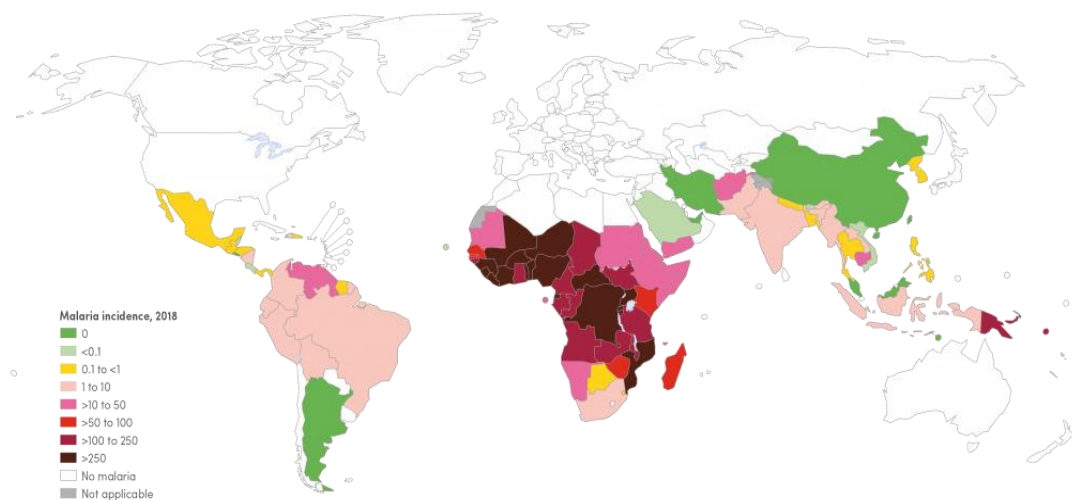 Malaria incidence, 2018
0
<0.1
0.1 to <1
1 to 10
>10 to 50
>50 to 100
>100 to 250
>250
No malaria
Not applicable